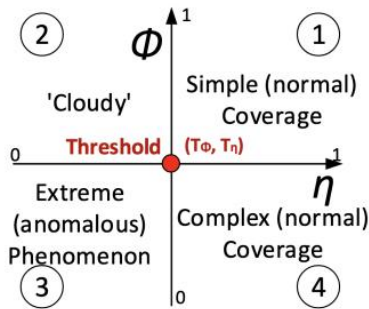 2
Φ
1
1
'Cloudy'
Simple (normal)
Coverage
Threshold (TΦ, Tη)
0
1
η
Extreme
(anomalous)
Phenomenon
Complex (normal)
Coverage
3
0
4